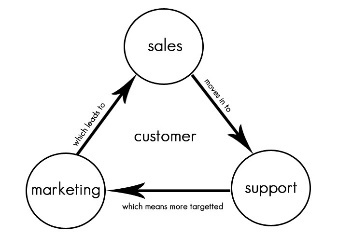 sales
which leads to
moves in to
customer
marketing
support
which means more targetted